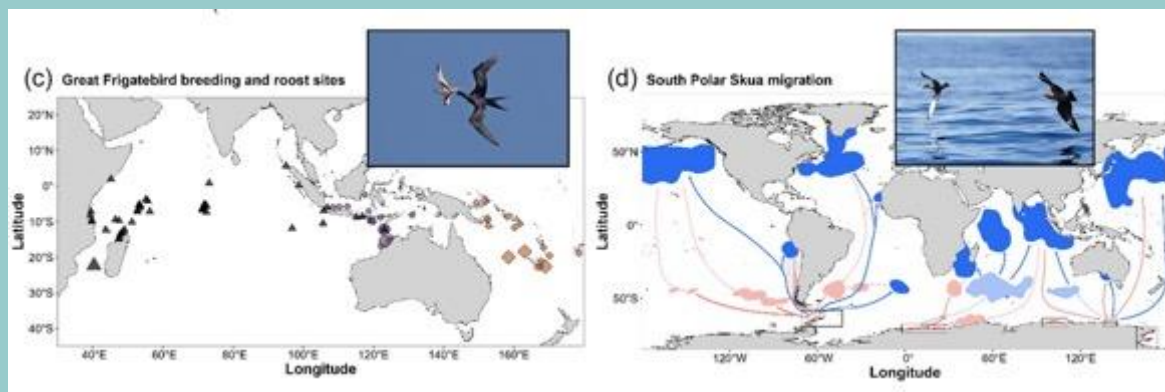 (c) Great Frigatebird breeding and roost sites
20°N
10°N
0°
10°S
20°S
30°S
40°S
Latitude
40°E 60°E 80°E 100°E 120°E 140°E 160°E
Longitude
(d) South Polar Skua migration
50°N
0°
50°S
Latitude
120°W 60°W 0° 60°E 120°E
Longitude